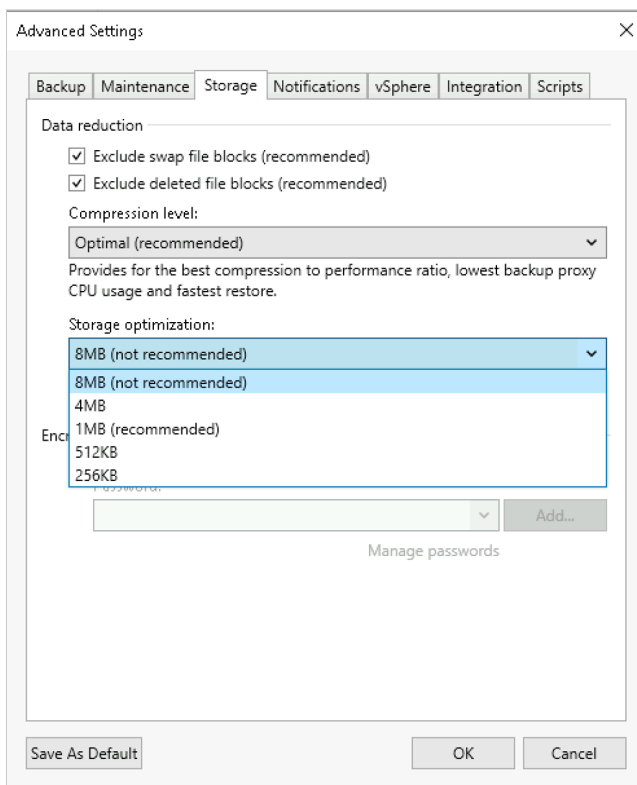 Advanced Settings
Backup Maintenance Storage Notifications vSphere Integration Scripts
Data reduction
Exclude swap file blocks (recommended)
Exclude deleted file blocks (recommended)
Compression level:
Optimal (recommended)
Provides for the best compression to performance ratio, lowest backup proxy
CPU usage and fastest restore.
Storage optimization:
8MB (not recommended)
8MB (not recommended)
4MB
1MB (recommended)
512KB
256KB
Password:
Add...
Manage passwords
Save As Default OK Cancel